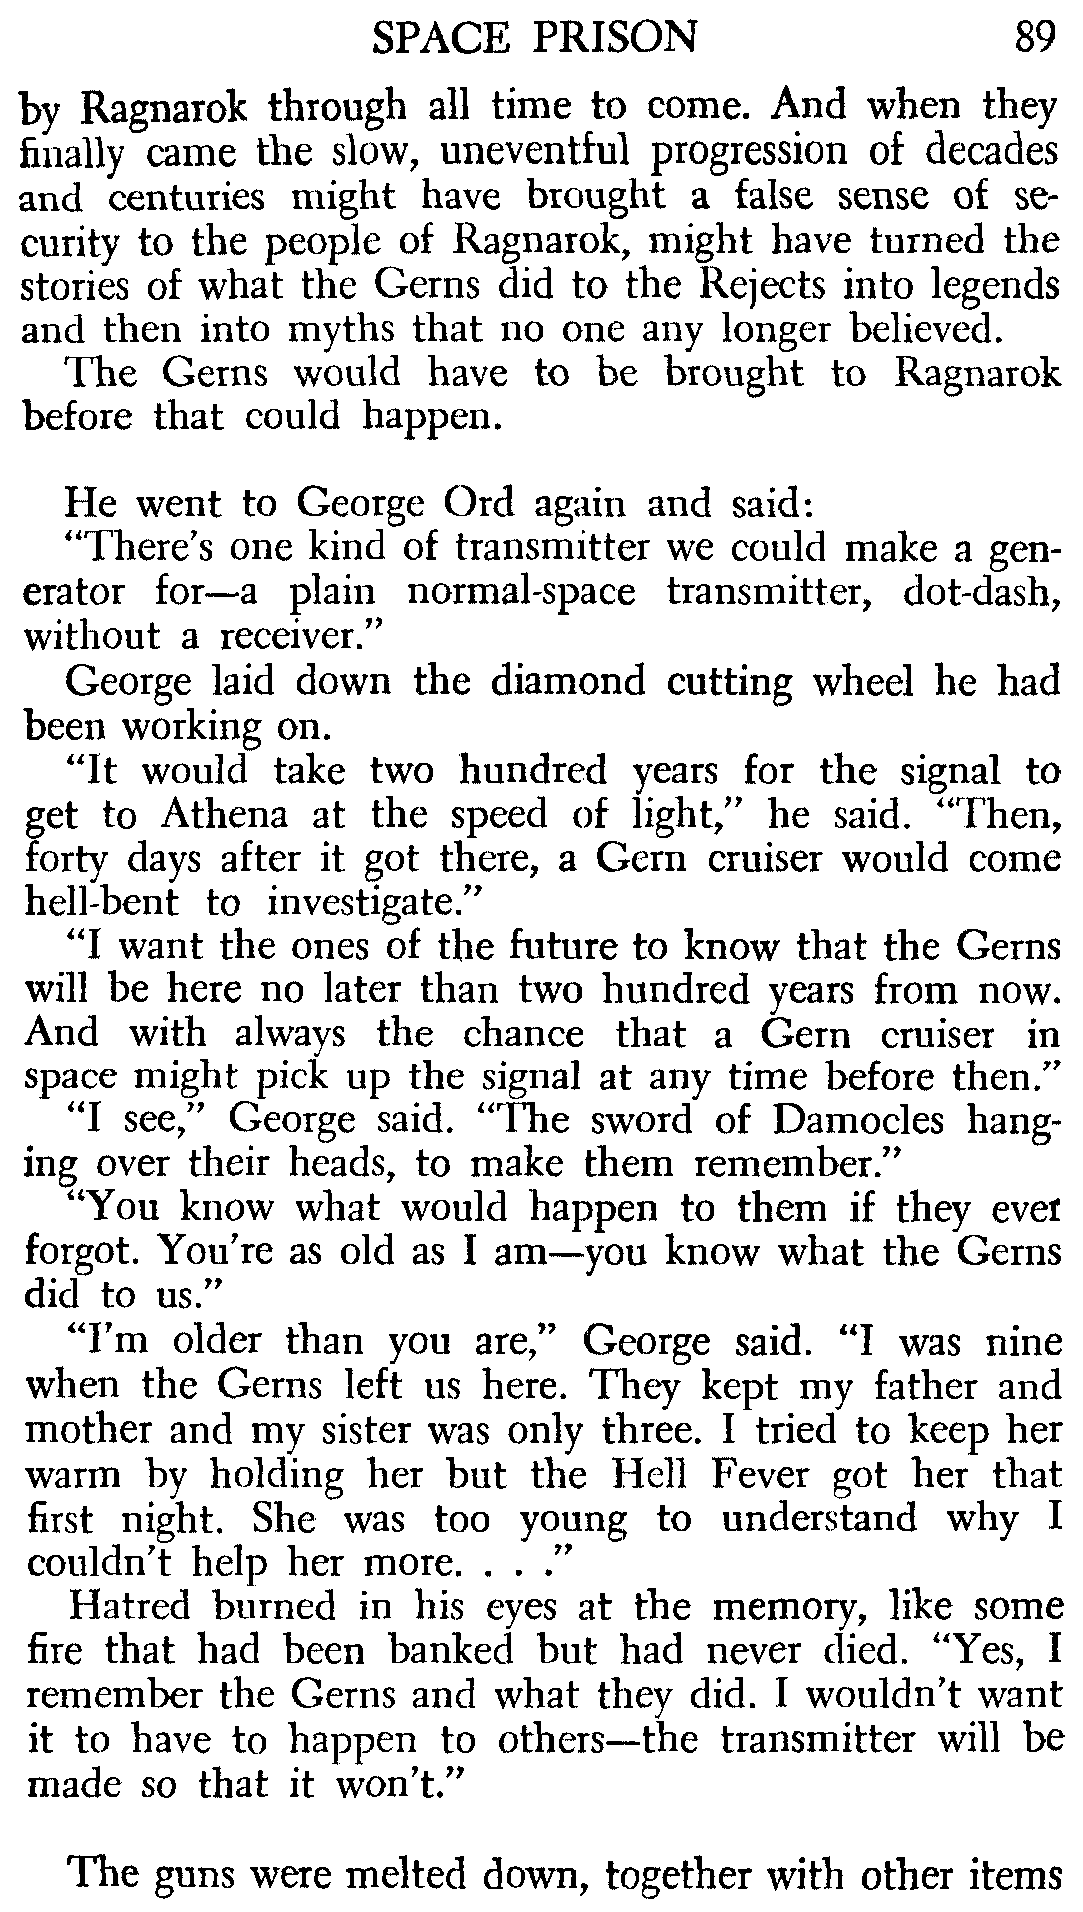 SPACE PRISON 89
by Ragnarok through all time to come. And when they
finally came the slow, uneventful progression of decades
and centuries might have brought a false sense of se-
curity to the people of Ragnarok, might have turned the
stories of what the Gerns did to the Rejects into legends
and then into myths that no one any longer believed.
The Gerns would have to be brought to Ragnarok
before that could happen.
He went to George Ord again and said:
“There's one kind of transmitter we could make a gen-
erator for—a plain normal-space transmitter, dot-dash,
without a receiver.”
George laid down the diamond cutting wheel he had
been working on.
“It would take two hundred years for the signal to
get to Athena at the speed of light,” he said. “Then,
forty days after it got there, a Gern cruiser would come
hell-bent to investigate.”
“I want the ones of the future to know that the Gerns
will be here no later than two hundred years from now.
And with always the chance that a Gern cruiser in
space might pick up the signal at any time before then.”
“I see,” George said. “The sword of Damocles hang-
ing over their heads, to make them remember.”
“You know what would happen to them if they ever
forgot. You're as old as I am—you know what the Gerns
did to us.”
“I'm older than you are,” George said. “I was nine
when the Gerns left us here. They kept my father and
mother and my sister was only three. I tried to keep her
warm by holding her but the Hell Fever got her that
first night. She was too young to understand why I
couldn't help her more. . . .”
Hatred burned in his eyes at the memory, like some
fire that had been banked but had never died. “Yes, I
remember the Gerns and what they did. I wouldn't want
it to have to happen to others—the transmitter will be
made so that it won't.”
The guns were melted down, together with other items